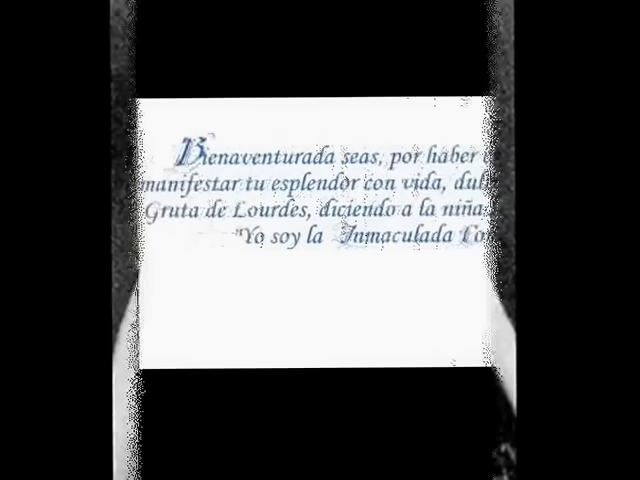 Bienaventurada seas, por haber
manifestar tu esplendor con vida,
Gruta de Lourdes, diciendo a la niña
"Yo soy la Inmaculada